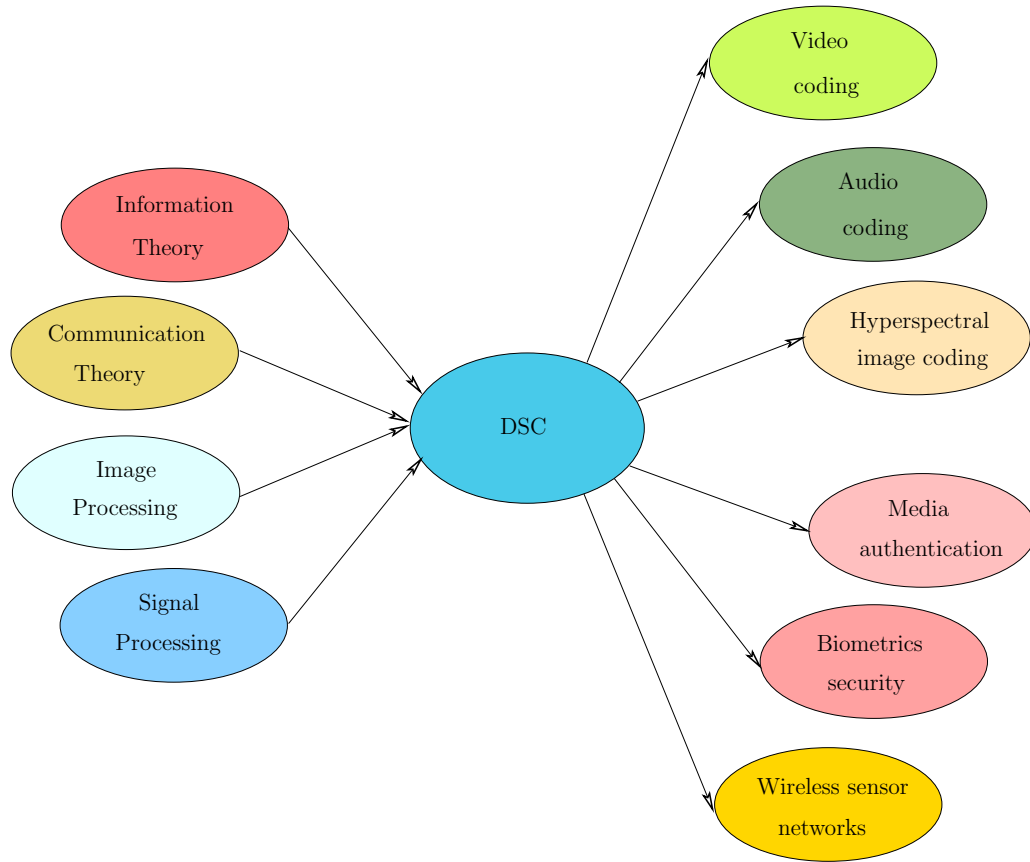 Information
Theory
Communication
Theory
Image
Processing
Signal
Processing
DSC
Video
coding
Audio
coding
Hyperspectral
image coding
Media
authentication
Biometrics
security
Wireless sensor
networks